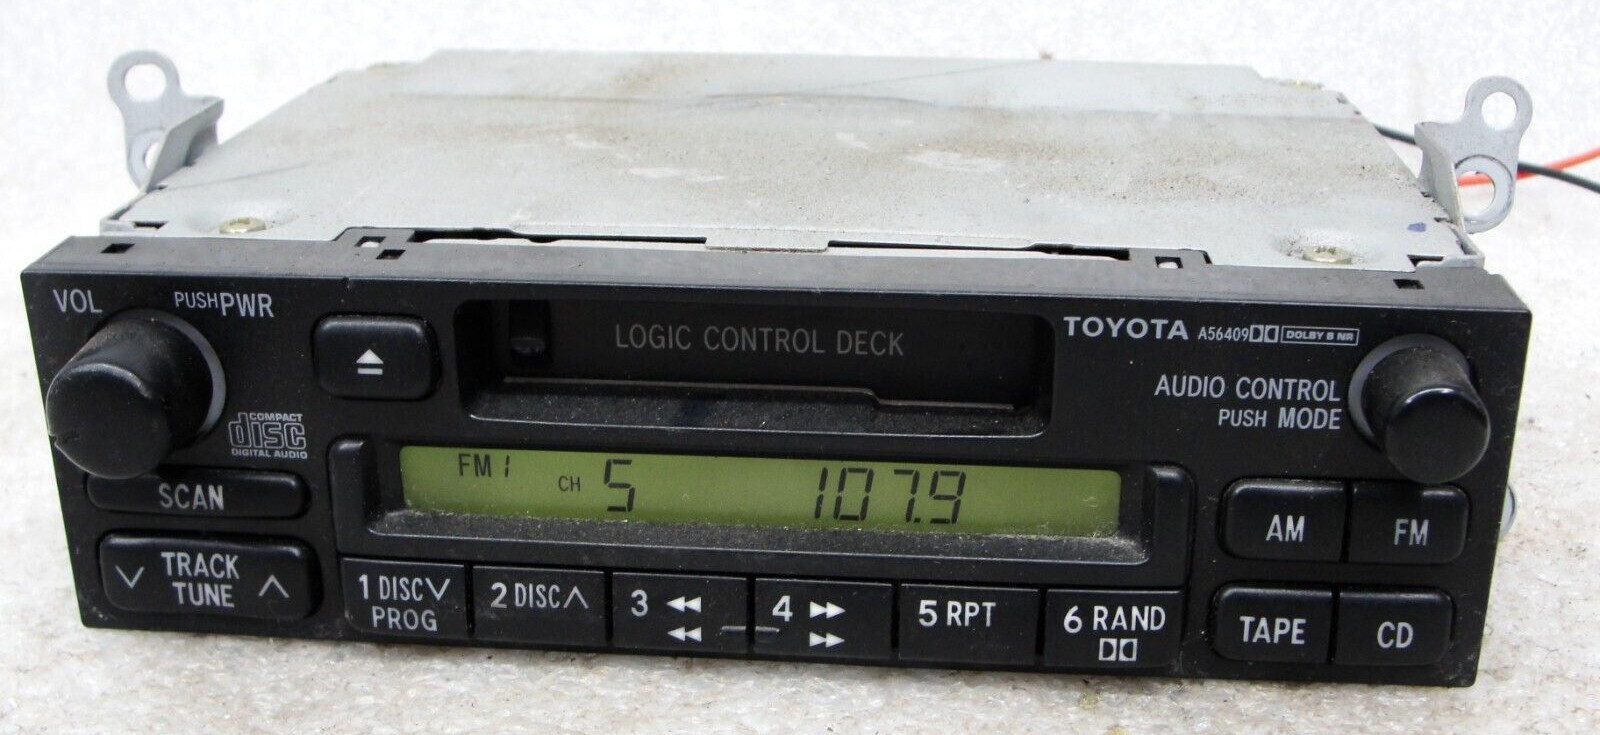 VOL PUSH PWR
LOGIC CONTROL DECK
TOYOTA A56409 DOLBY B NR
AUDIO CONTROL
PUSH MODE
COMPACT
disc
DIGITAL AUDIO
FM1 CH 5 107.9
SCAN
AM FM
TRACK
TUNE
1 DISC
PROG
2 DISC
3
4
5 RPT
6 RAND
TAPE CD